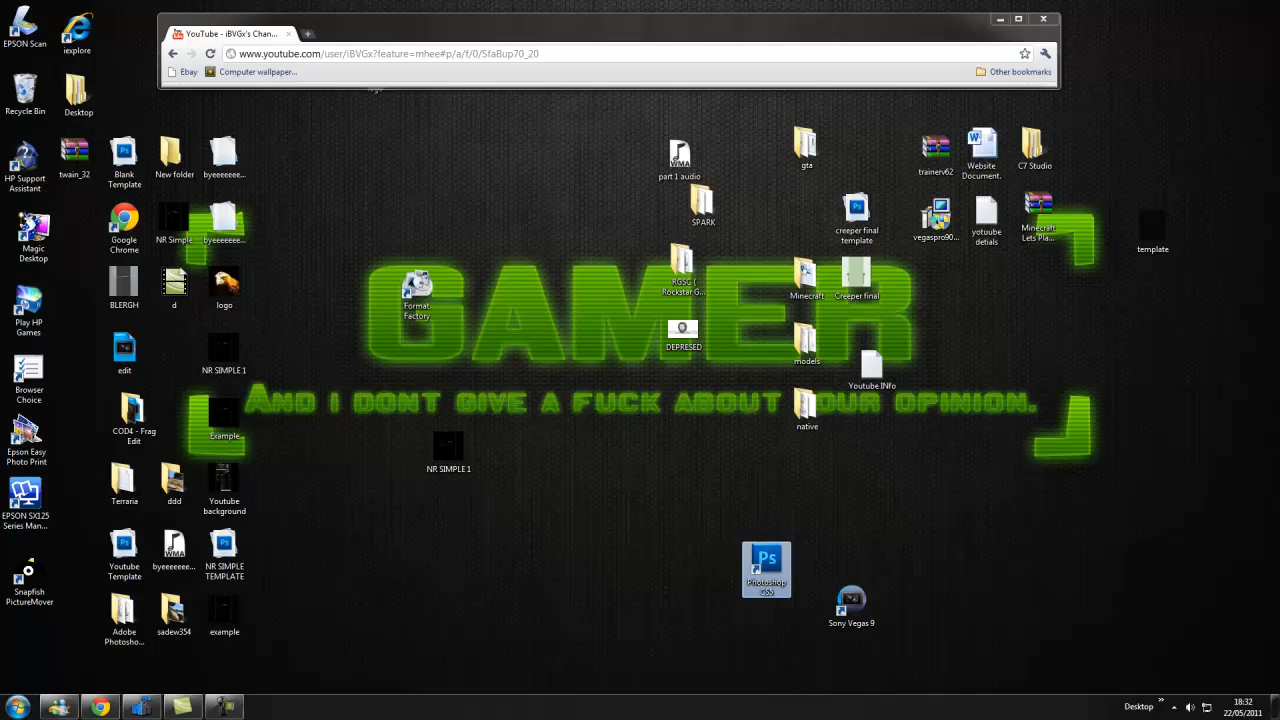 YouTube - iBVGx's Chan...
www.youtube.com/user/iBVGx?feature=mhee#p/a/f/0/SfaBup70_20
Ebay
Computer wallpaper...
Other bookmarks
EPSON Scan
iexplore
Recycle Bin
Desktop
HP Support
Assistant
twain_32
Blank
Template
New folder
byeeeeeee...
WMA
part 1 audio
gta
trainerv62
Website
Document.
C7 Studio
Magic
Desktop
Google
Chrome
NR Simple
byeeeeeee...
SPARK
creeper final
template
vegaspro90...
yotuube
detials
Minecraft
Lets Pla...
template
GAMER
And i dont give a fuck about your opinion.
Play HP
Games
BLERGH
d
logo
Format
Factory
RGSC (
Rockstar G...
Minecraft
Creeper final
Browser
Choice
edit
NR SIMPLE 1
DEPRESED
models
Youtube INFo
Epson Easy
Photo Print
COD4 - Frag
Edit
Example
NR SIMPLE 1
native
EPSON SX125
Series Man...
Terraria
ddd
Youtube
background
Snapfish
PictureMover
Youtube
Template
WMA
byeeeeeee...
NR SIMPLE
TEMPLATE
Ps
Photoshop
CS5
Sony Vegas 9
Adobe
Photosho...
sadew354
example
Desktop
18:32
22/05/2011